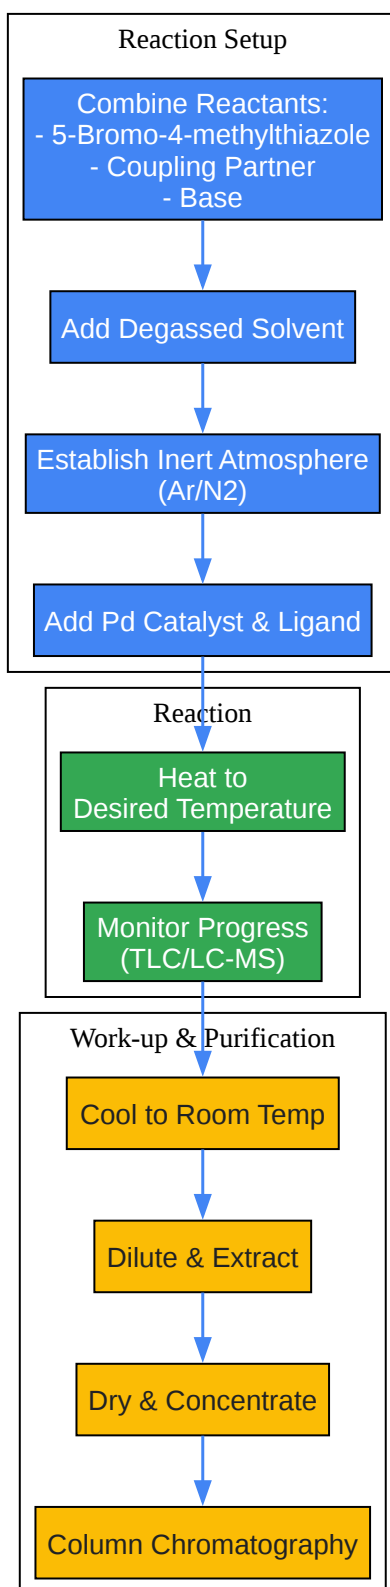 Reaction Setup
Combine Reactants:
- 5-Bromo-4-methylthiazole
- Coupling Partner
- Base
Add Degassed Solvent
Establish Inert Atmosphere
(Ar/N2)
Add Pd Catalyst & Ligand
Reaction
Heat to
Desired Temperature
Monitor Progress
(TLC/LC-MS)
Work-up & Purification
Cool to Room Temp
Dilute & Extract
Dry & Concentrate
Column Chromatography